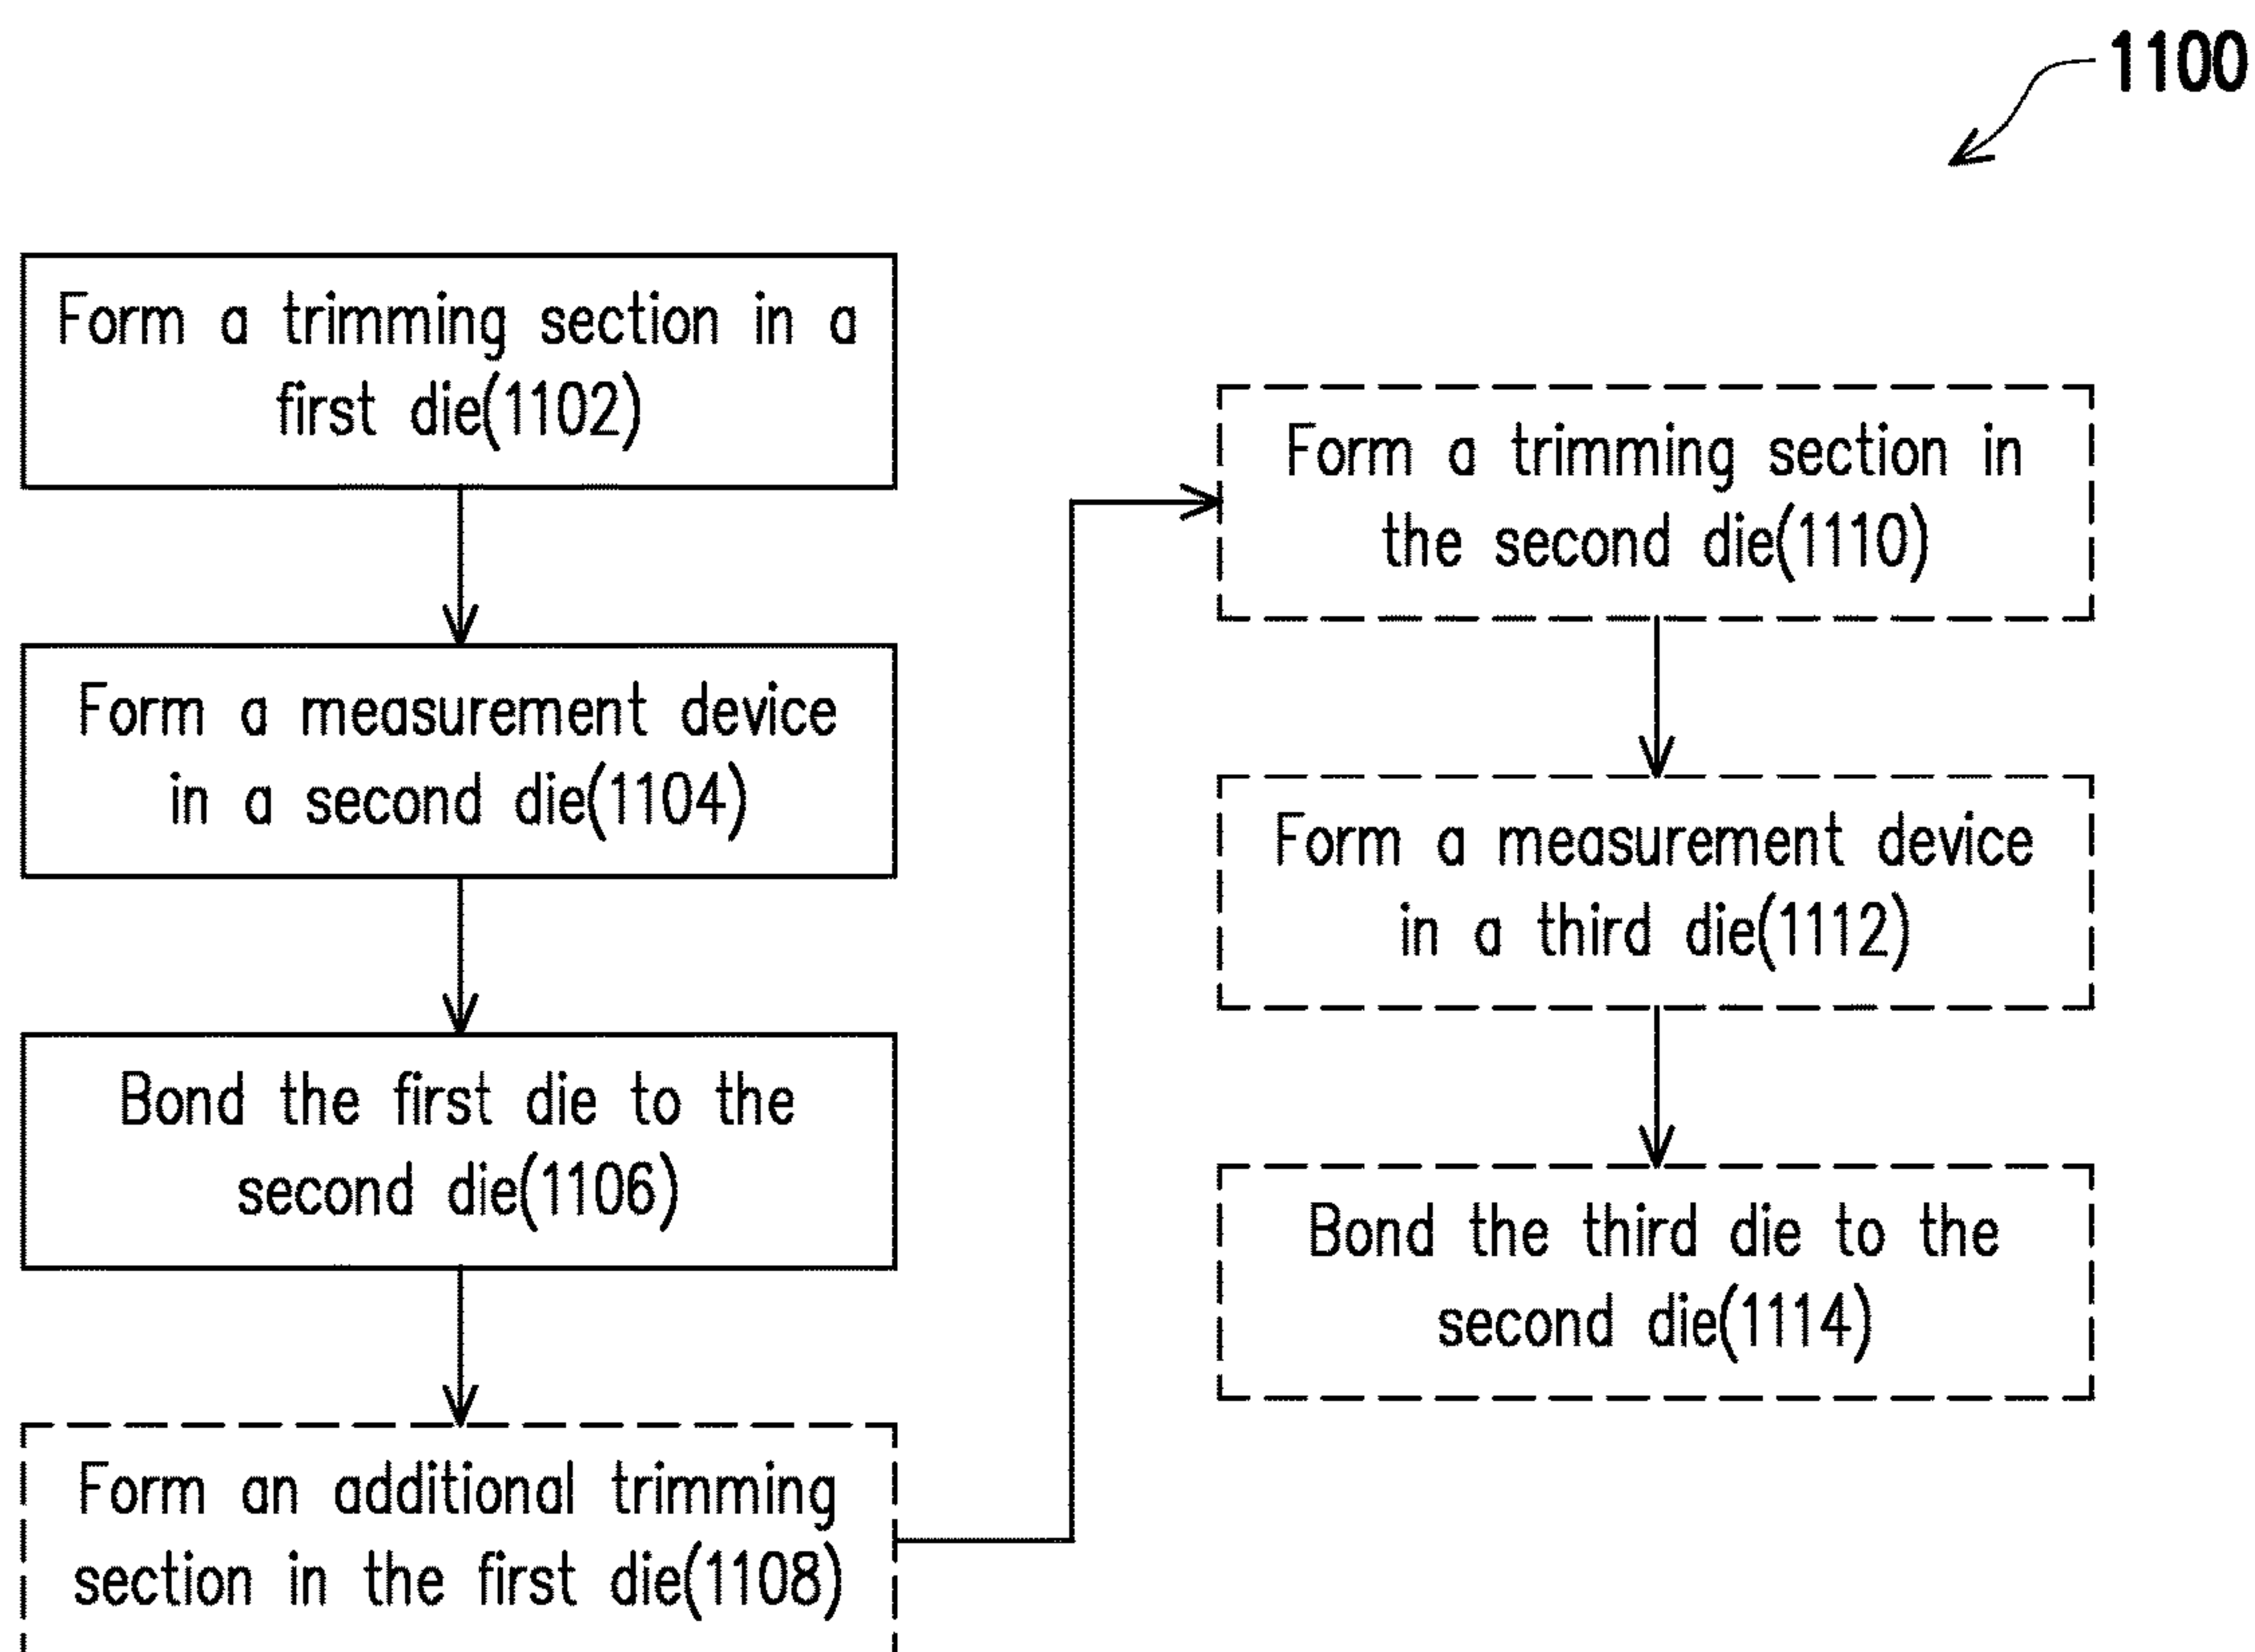 1100
Form a trimming section in a
first die(1102)
Form a measurement device
in a second die(1104)
Bond the first die to the
second die(1106)
Form an additional trimming
section in the first die(1108)
Form a trimming section in
the second die(1110)
Form a measurement device
in a third die(1112)
Bond the third die to the
second die(1114)